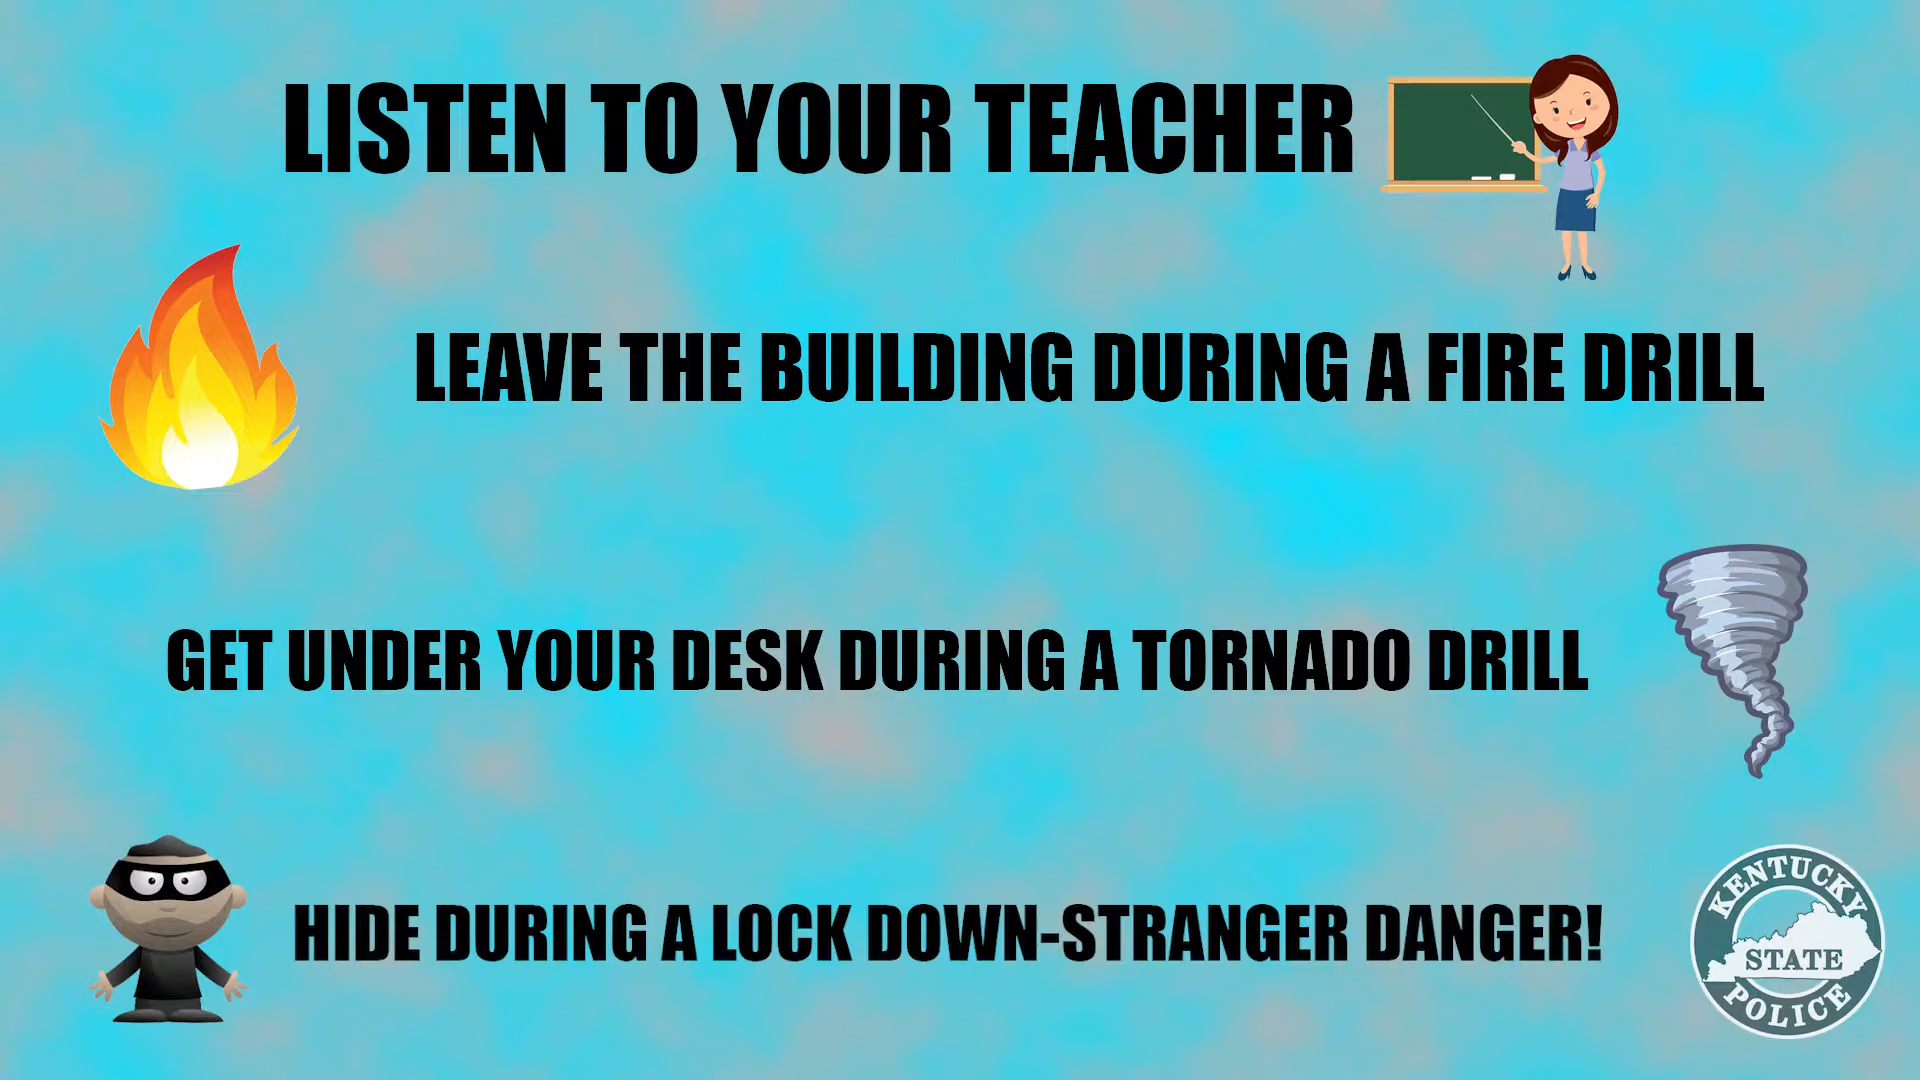 LISTEN TO YOUR TEACHER
LEAVE THE BUILDING DURING A FIRE DRILL
GET UNDER YOUR DESK DURING A TORNADO DRILL
HIDE DURING A LOCK DOWN-STRANGER DANGER!
KENTUCKY
STATE
POLICE